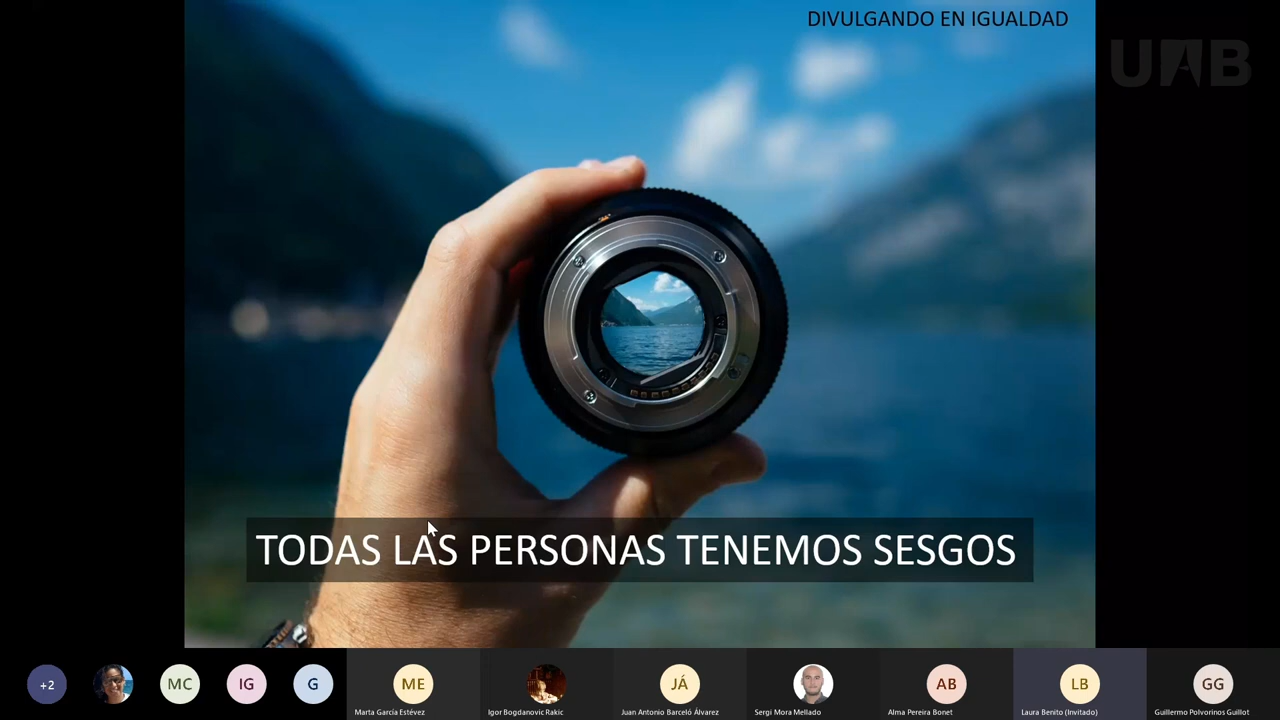 DIVULGANDO EN IGUALDAD
UAB
TODAS LAS PERSONAS TENEMOS SESGOS
+2
MC
IG
G
ME
JÁ
AB
LB
GG
Marta García Estévez
Igor Bogdanovic Rakic
Juan Antonio Barceló Álvarez
Sergi Mora Mellado
Alma Pereira Bonet
Laura Benito (Invitado)
Guillermo Polvorinos Guillot